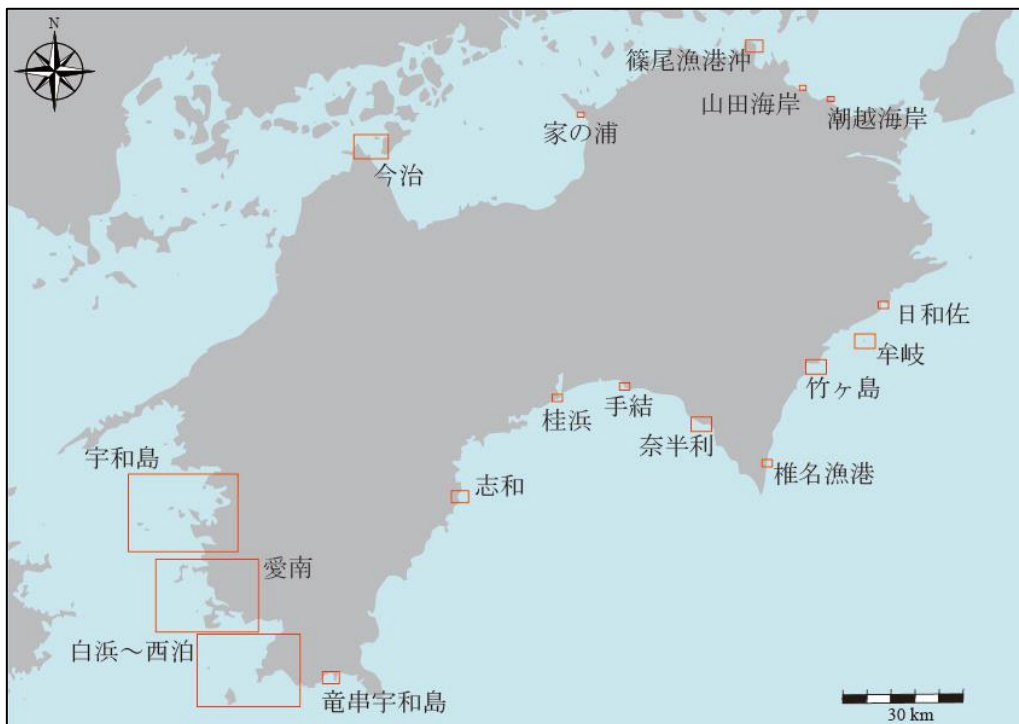 N
篠尾漁港沖
山田海岸
潮越海岸
家の浦
今治
日和佐
牟岐
竹ヶ島
手結
桂浜
奈半利
椎名漁港
宇和島
志和
愛南
白浜～西泊
竜串宇和島
30 km